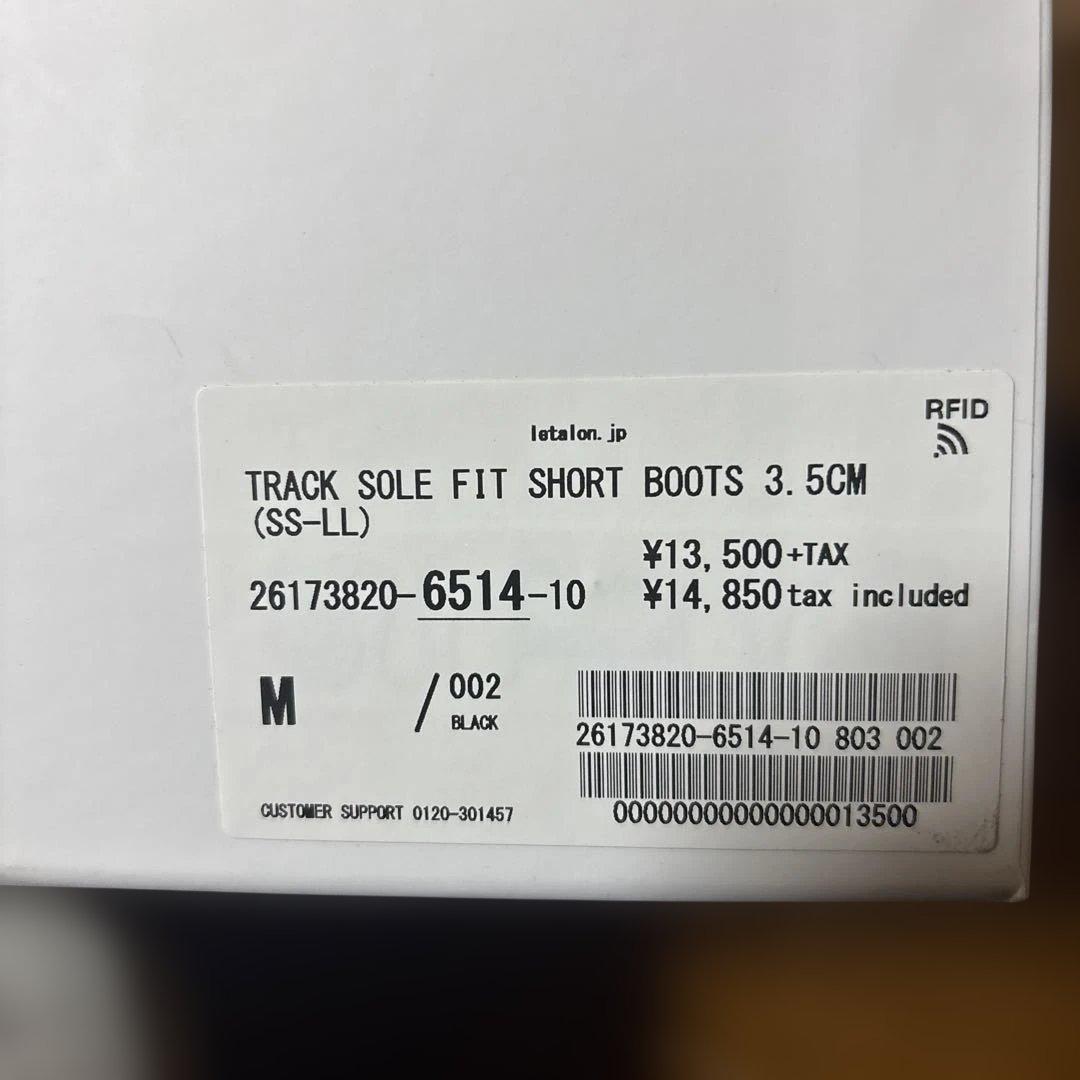 RFID
letalon.jp
TRACK SOLE FIT SHORT BOOTS 3.5CM
(SS-LL)
¥13,500+TAX
26173820-6514-10 ¥14,850 tax included
M / 002
BLACK
26173820-6514-10 803 002
CUSTOMER SUPPORT 0120-301457
00000000000000013500